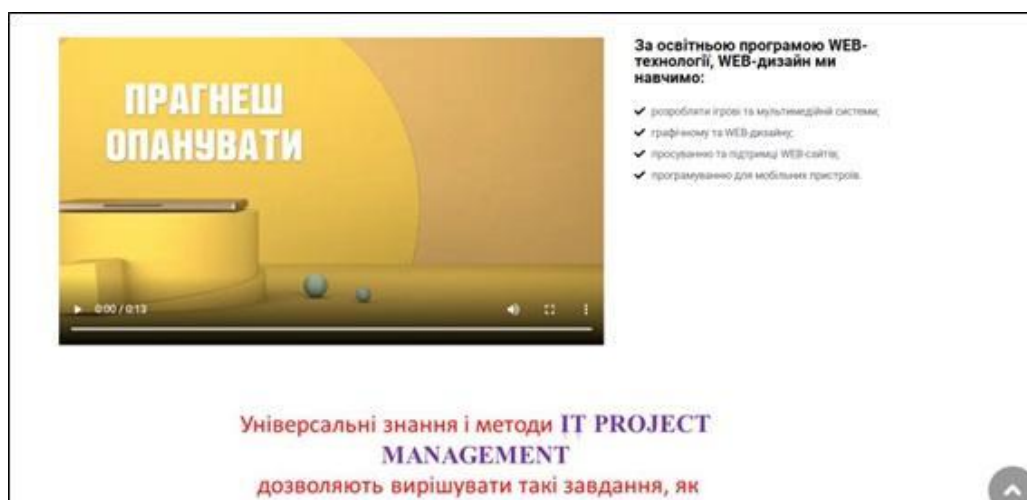 ПРАГНЕШ
ОПАНУВАТИ
0:00 / 0:13
За освітньою програмою WEB-
технології, WEB-дизайн ми
навчимо:
розробляти ігрові та мультимедійній системи;
графічному та WEB-дизайну;
просуванню та підтримці WEB-сайтів;
програмуванню для мобільних пристроїв.
Універсальні знання і методи IT PROJECT
MANAGEMENT
дозволяють вирішувати такі завдання, як